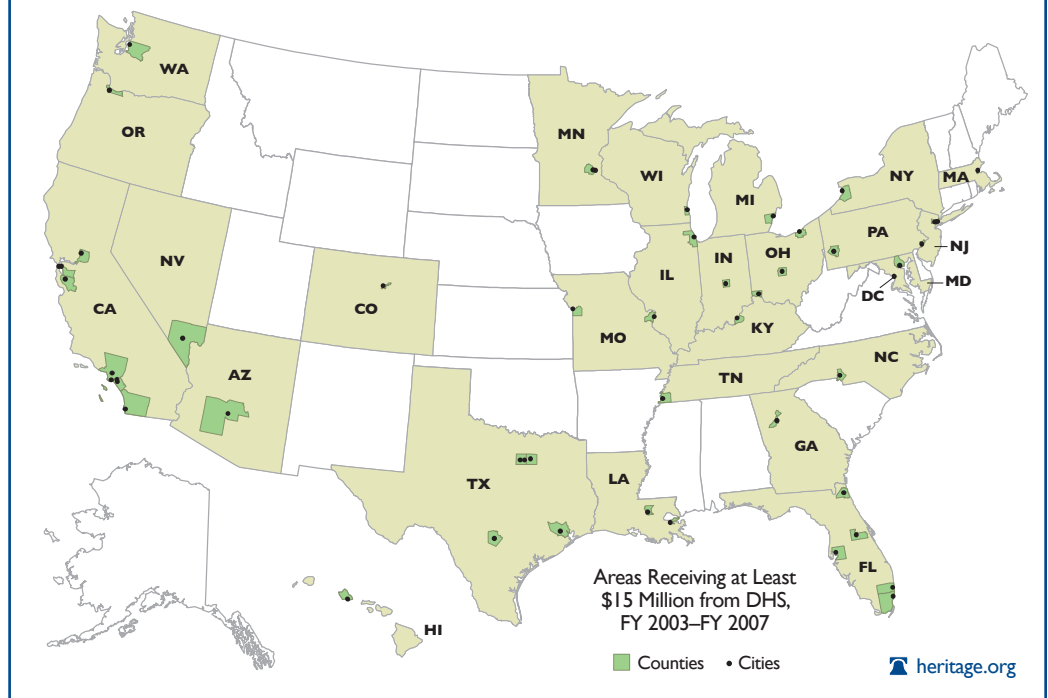 WA
OR
MN
WI
MI
NY
MA
PA
NJ
OH
IN
IL
NV
CA
CO
MD
DC
KY
MO
NC
TN
AZ
GA
LA
TX
FL
HI
Areas Receiving at Least
$15 Million from DHS,
FY 2003–FY 2007
Counties
Cities
heritage.org